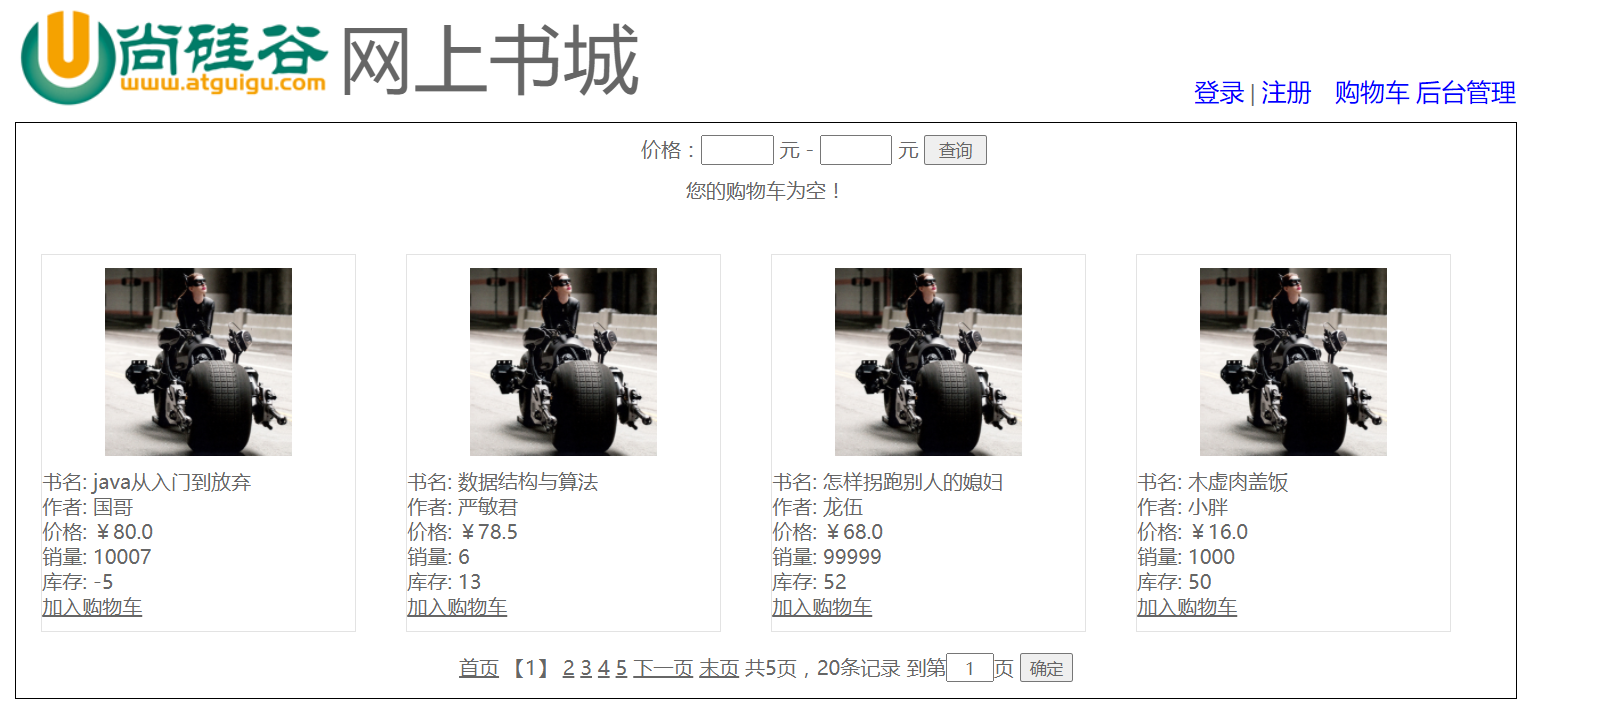 尚硅谷 网上书城
www.atguigu.com
登录 | 注册 购物车 后台管理
价格：元 - 元 查询
您的购物车为空！
书名: java从入门到放弃
作者: 国哥
价格: ￥80.0
销量: 10007
库存: -5
加入购物车
书名: 数据结构与算法
作者: 严敏君
价格: ￥78.5
销量: 6
库存: 13
加入购物车
书名: 怎样拐跑别人的媳妇
作者: 龙伍
价格: ￥68.0
销量: 99999
库存: 52
加入购物车
书名: 木虚肉盖饭
作者: 小胖
价格: ￥16.0
销量: 1000
库存: 50
加入购物车
首页 【1】 2 3 4 5 下一页 末页 共5页，20条记录 到第 1 页 确定